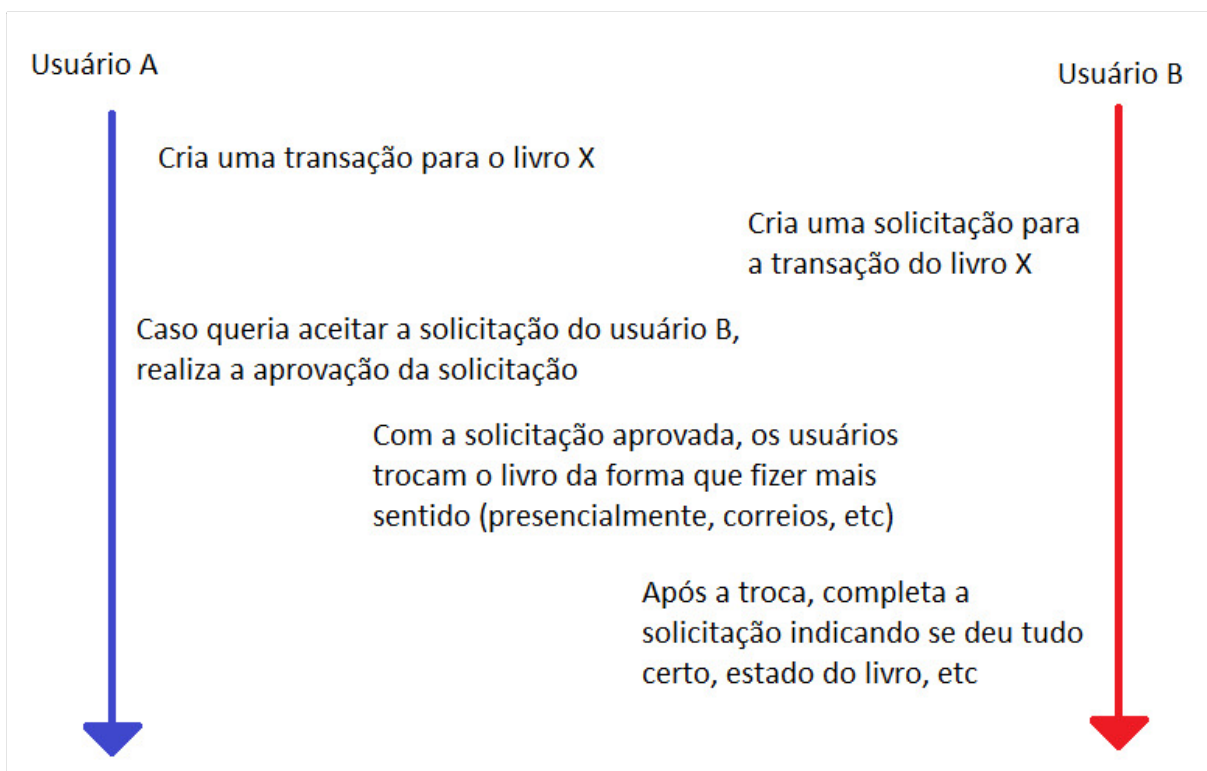 Usuário A
Usuário B
Cria uma transação para o livro X
Cria uma solicitação para
a transação do livro X
Caso queria aceitar a solicitação do usuário B,
realiza a aprovação da solicitação
Com a solicitação aprovada, os usuários
trocam o livro da forma que fizer mais
sentido (presencialmente, correios, etc)
Após a troca, completa a
solicitação indicando se deu tudo
certo, estado do livro, etc